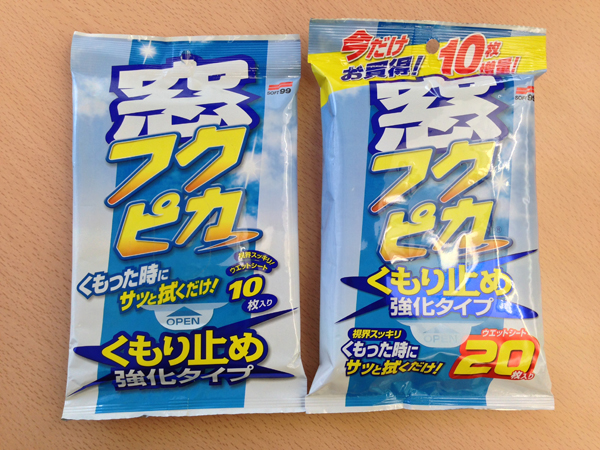 SOFT99
窓
フク
ピカ
くもった時に
サッと拭くだけ!
視界スッキリ!
ウエットシート
10
枚入り
OPEN
くもり止め
強化タイプ
今だけ
お買得!
10枚
増量!
SOFT99
窓
フク
ピカ
くもり止め
強化タイプ
OPEN
視界スッキリ
くもった時に
サッと拭くだけ!
ウエットシート
20
枚入り